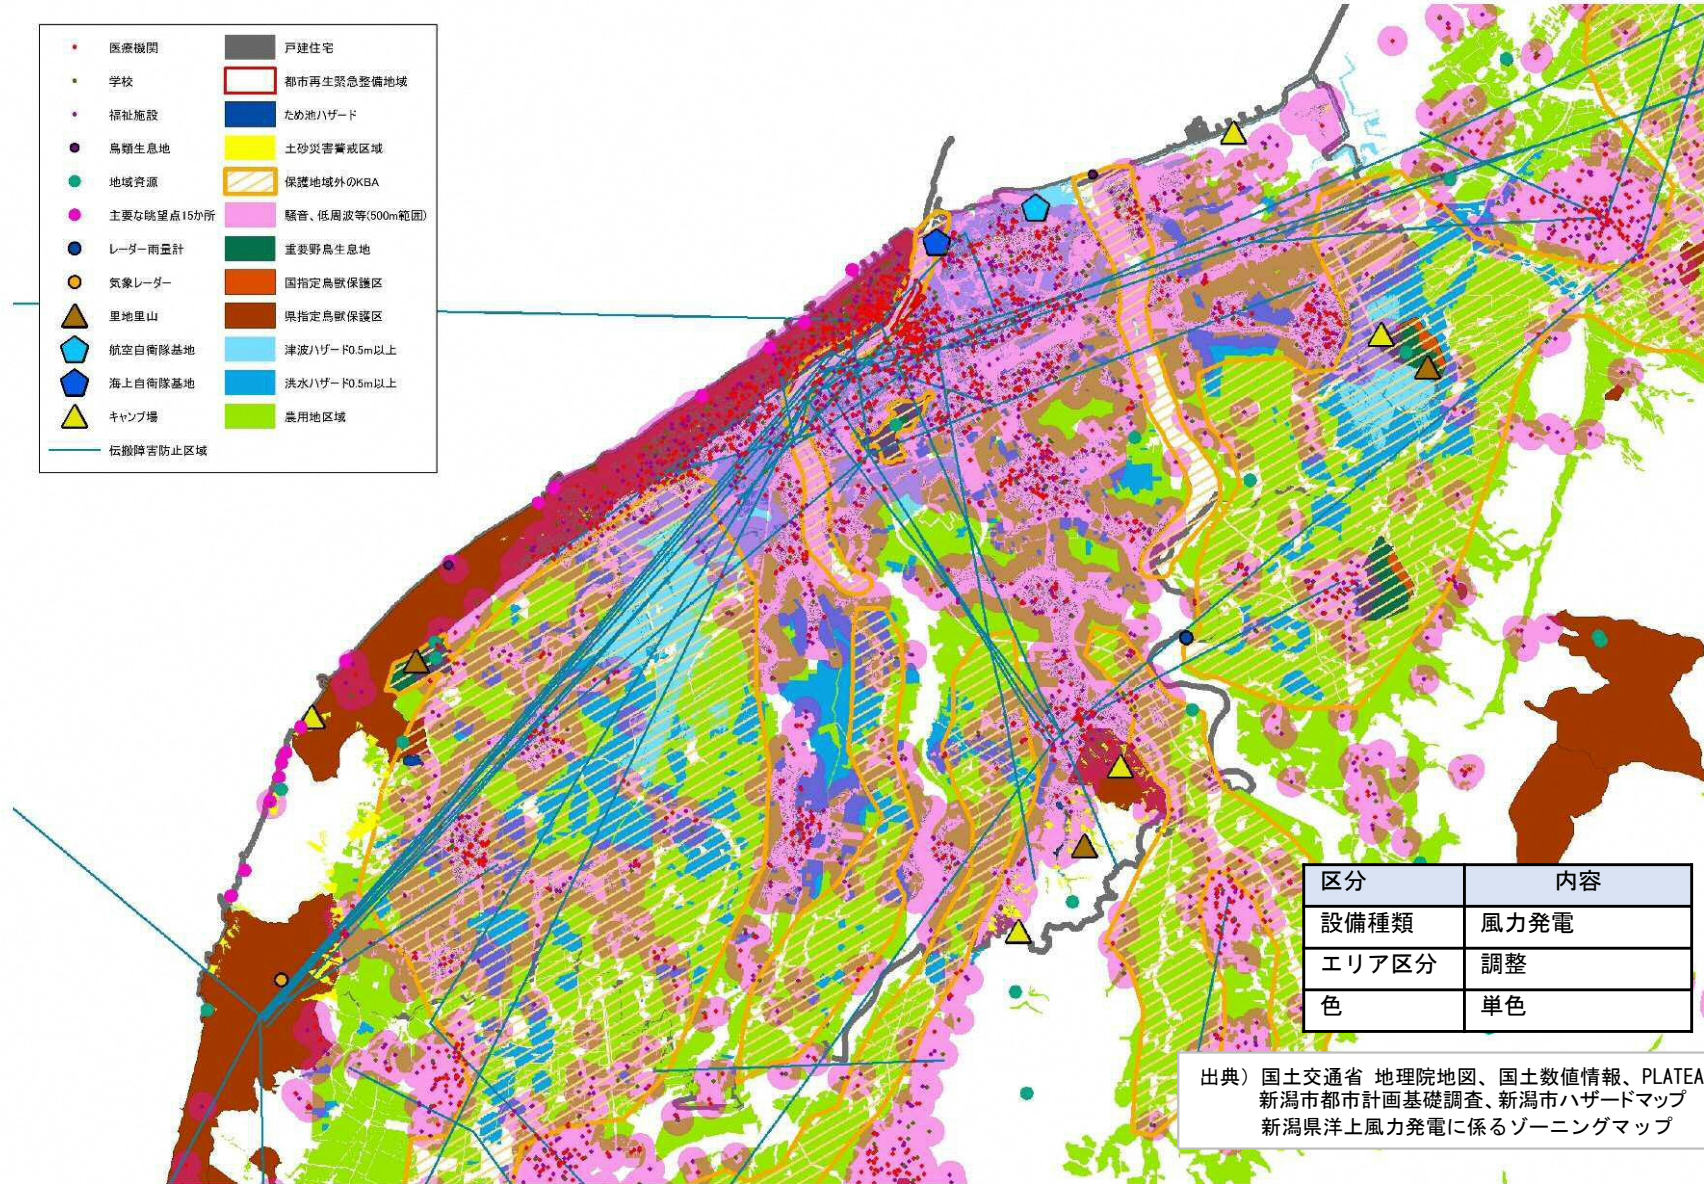 医療機関
学校
福祉施設
鳥類生息地
地域資源
主要な眺望点15か所
レーダー雨量計
気象レーダー
里地里山
航空自衛隊基地
海上自衛隊基地
キャンプ場
伝搬障害防止区域
戸建住宅
都市再生緊急整備地域
ため池ハザード
土砂災害警戒区域
保護地域外のKBA
騒音、低周波等(500m範囲)
重要野鳥生息地
国指定鳥獣保護区
県指定鳥獣保護区
津波ハザード0.5m以上
洪水ハザード0.5m以上
農用地区域
区分 内容
設備種類 風力発電
エリア区分 調整
色 単色
出典）国土交通省 地理院地図、国土数値情報、PLATEA
新潟市都市計画基礎調査、新潟市ハザードマップ
新潟県洋上風力発電に係るゾーニングマップ